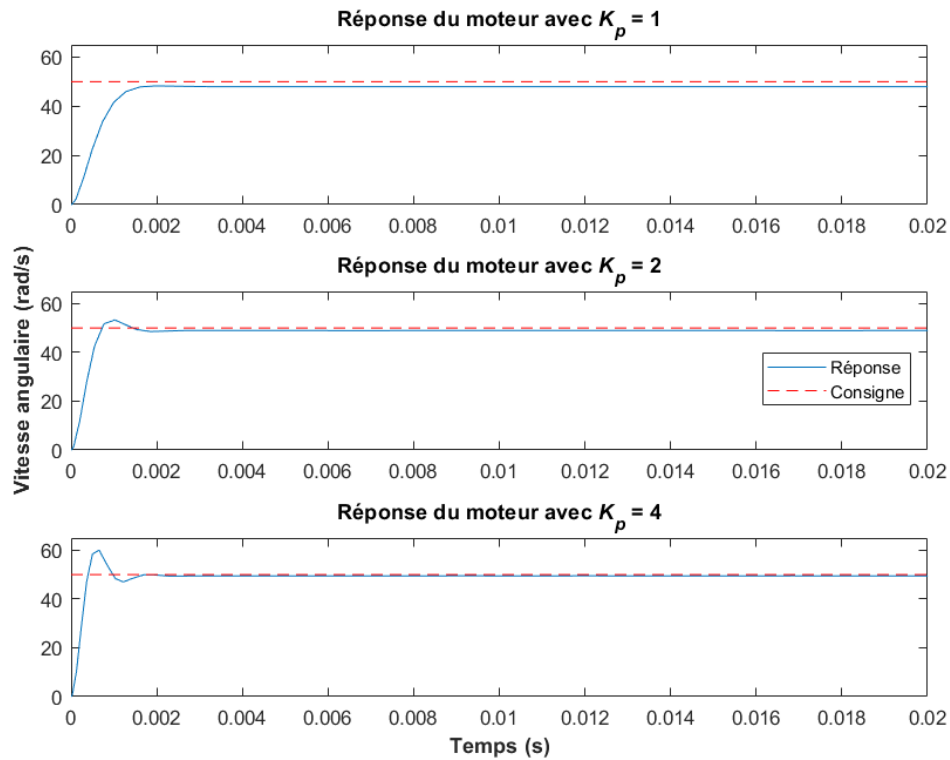 Réponse du moteur avec Kp = 1
60
40
20
0
0 0.002 0.004 0.006 0.008 0.01 0.012 0.014 0.016 0.018 0.02
Réponse du moteur avec Kp = 2
60
40
20
0
0 0.002 0.004 0.006 0.008 0.01 0.012 0.014 0.016 0.018 0.02
Réponse
Consigne
Vitesse angulaire (rad/s)
Réponse du moteur avec Kp = 4
60
40
20
0
0 0.002 0.004 0.006 0.008 0.01 0.012 0.014 0.016 0.018 0.02
Temps (s)